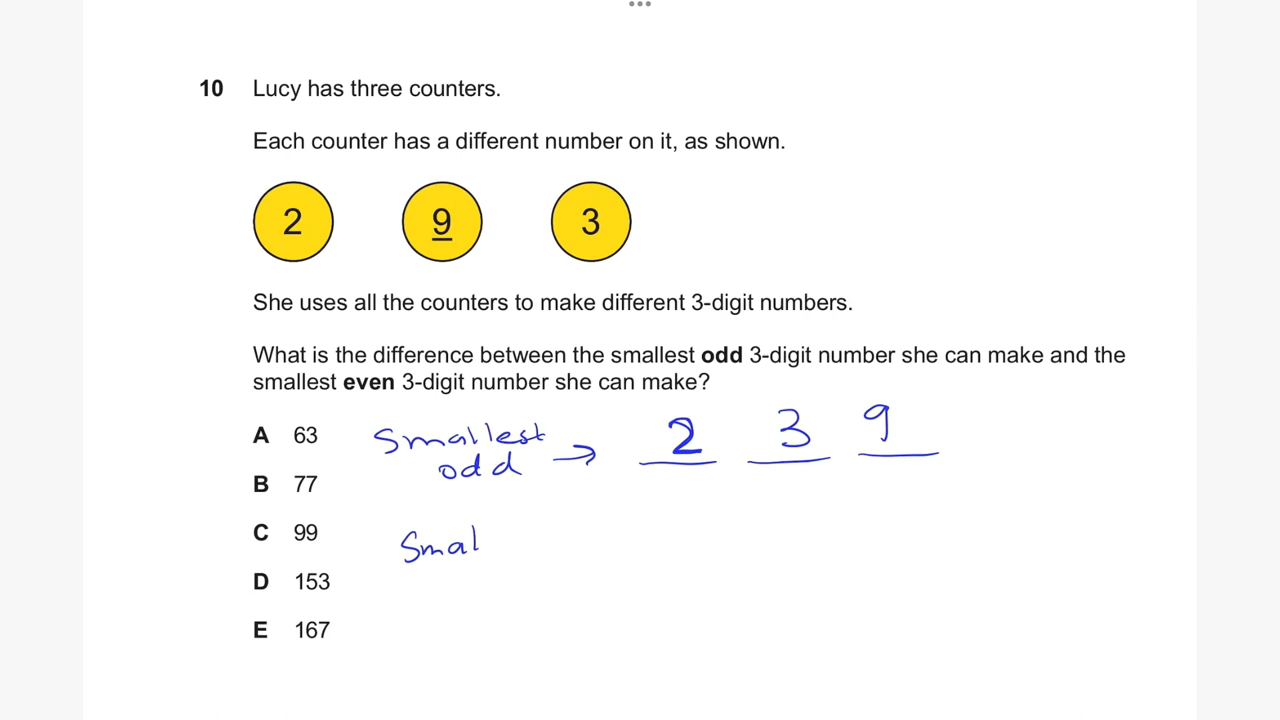 10 Lucy has three counters.
Each counter has a different number on it, as shown.
2 9 3
She uses all the counters to make different 3-digit numbers.
What is the difference between the smallest odd 3-digit number she can make and the
smallest even 3-digit number she can make?
A 63
B 77
C 99
D 153
E 167
Smallest
odd → 2 3 9
Smal